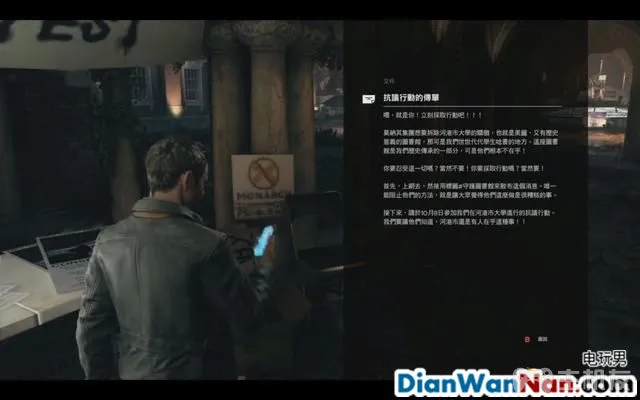 TEST
MONARCH
文件
抗議行動的傳單
嘿，就是你！立刻採取行動吧！！！
莫納其集團想要拆除河港市大學的驕傲，也就是美麗、又有歷史
意義的圖書館，那可是我們世世代代學生唸書的地方。這座圖書
館是我們歷史傳承的一部分，可是他們根本不在乎！
你要忍受這一切嗎？當然不要！你要採取行動嗎？當然要！
首先，上網去，然後用標籤#守護圖書館來散布這個消息。唯一
能阻止他們的方法，就是讓大眾覺得他們這麼做是很糟糕的事。
接下來，請於10月8日參加我們在河港市大學進行的抗議行動。
我們要讓他們知道，河港市還是有人在乎這種事！！
B 返回
电玩男
DianWanNan.com